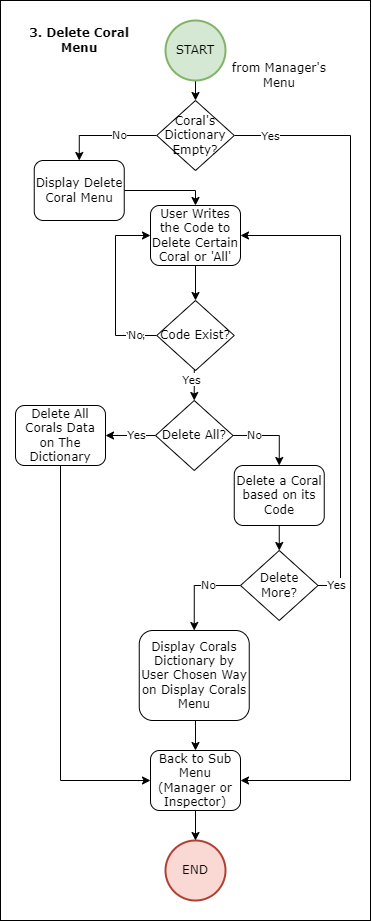 3. Delete Coral
Menu
START
from Manager's
Menu
Coral's
Dictionary
Empty?
No
Yes
Display Delete
Coral Menu
User Writes
the Code to
Delete Certain
Coral or 'All'
Code Exist?
No
Yes
Delete All?
Yes
No
Delete All
Corals Data
on The
Dictionary
Delete a Coral
based on its
Code
Delete
More?
No
Yes
Display Corals
Dictionary by
User Chosen Way
on Display Corals
Menu
Back to Sub
Menu
(Manager or
Inspector)
END